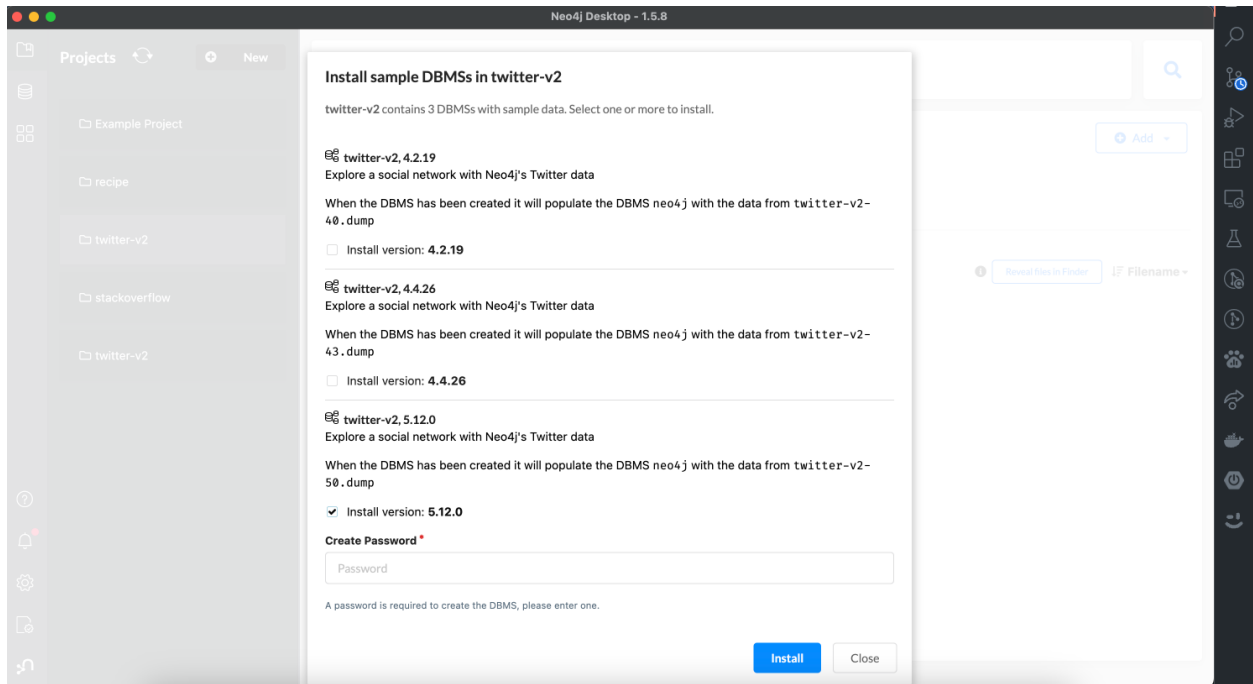 Neo4j Desktop - 1.5.8
Projects
New
Example Project
recipe
twitter-v2
stackoverflow
twitter-v2
Install sample DBMSs in twitter-v2
twitter-v2 contains 3 DBMSs with sample data. Select one or more to install.
twitter-v2, 4.2.19
Explore a social network with Neo4j's Twitter data
When the DBMS has been created it will populate the DBMS neo4j with the data from twitter-v2-
40.dump
Install version: 4.2.19
twitter-v2, 4.4.26
Explore a social network with Neo4j's Twitter data
When the DBMS has been created it will populate the DBMS neo4j with the data from twitter-v2-
43.dump
Install version: 4.4.26
twitter-v2, 5.12.0
Explore a social network with Neo4j's Twitter data
When the DBMS has been created it will populate the DBMS neo4j with the data from twitter-v2-
50.dump
Install version: 5.12.0
Create Password *
Password
A password is required to create the DBMS, please enter one.
Install
Close
Add
Reveal files in Finder
Filename